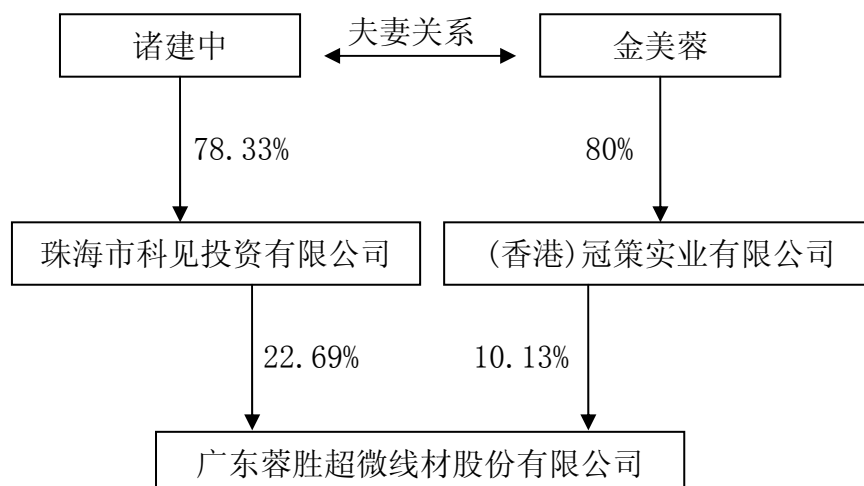 诸建中
夫妻关系
金美蓉
78.33%
80%
珠海市科见投资有限公司
(香港)冠策实业有限公司
22.69%
10.13%
广东蓉胜超微线材股份有限公司